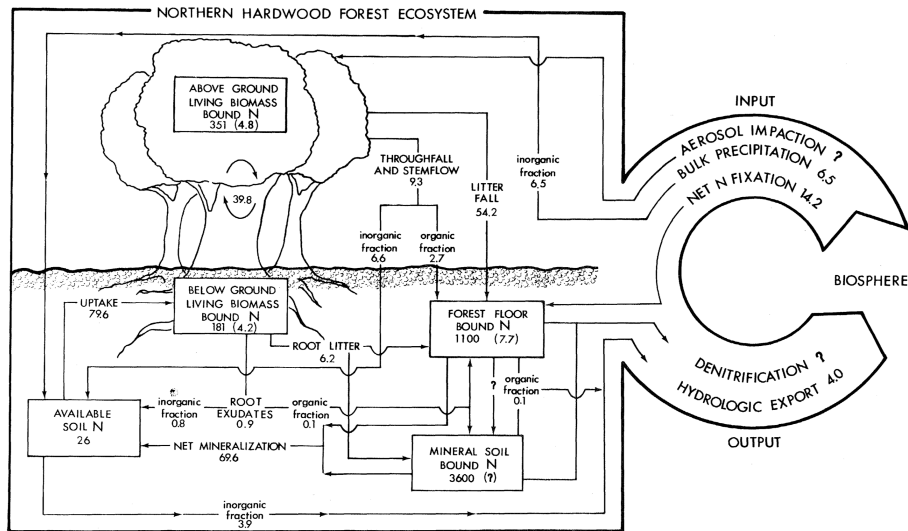 NORTHERN HARDWOOD FOREST ECOSYSTEM
ABOVE GROUND
LIVING BIOMASS
BOUND N
351 (4.8)
39.8
THROUGHFALL
AND STEMFLOW
9.3
LITTER
FALL
54.2
inorganic
fraction
6.5
inorganic
fraction
6.6
organic
fraction
2.7
INPUT
AEROSOL IMPACTION ?
BULK PRECIPITATION 6.5
NET N FIXATION 14.2
BIOSPHERE
UPTAKE
79.6
BELOW GROUND
LIVING BIOMASS
BOUND N
181 (4.2)
ROOT LITTER
6.2
FOREST FLOOR
BOUND N
1100 (7.7)
?
organic
fraction
0.1
DENITRIFICATION ?
HYDROLOGIC EXPORT 4.0
OUTPUT
AVAILABLE
SOIL N
26
inorganic
fraction
0.8
ROOT
EXUDATES
0.9
organic
fraction
0.1
NET MINERALIZATION
69.6
MINERAL SOIL
BOUND N
3600 (?)
inorganic
fraction
3.9